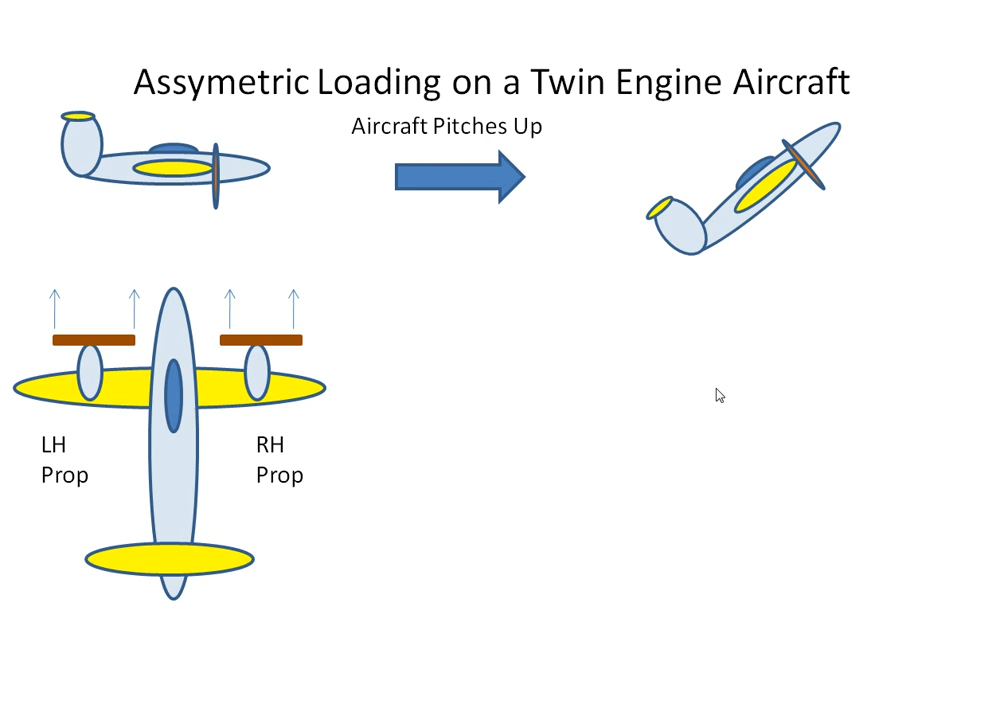 Assymetric Loading on a Twin Engine Aircraft
Aircraft Pitches Up
LH
Prop
RH
Prop